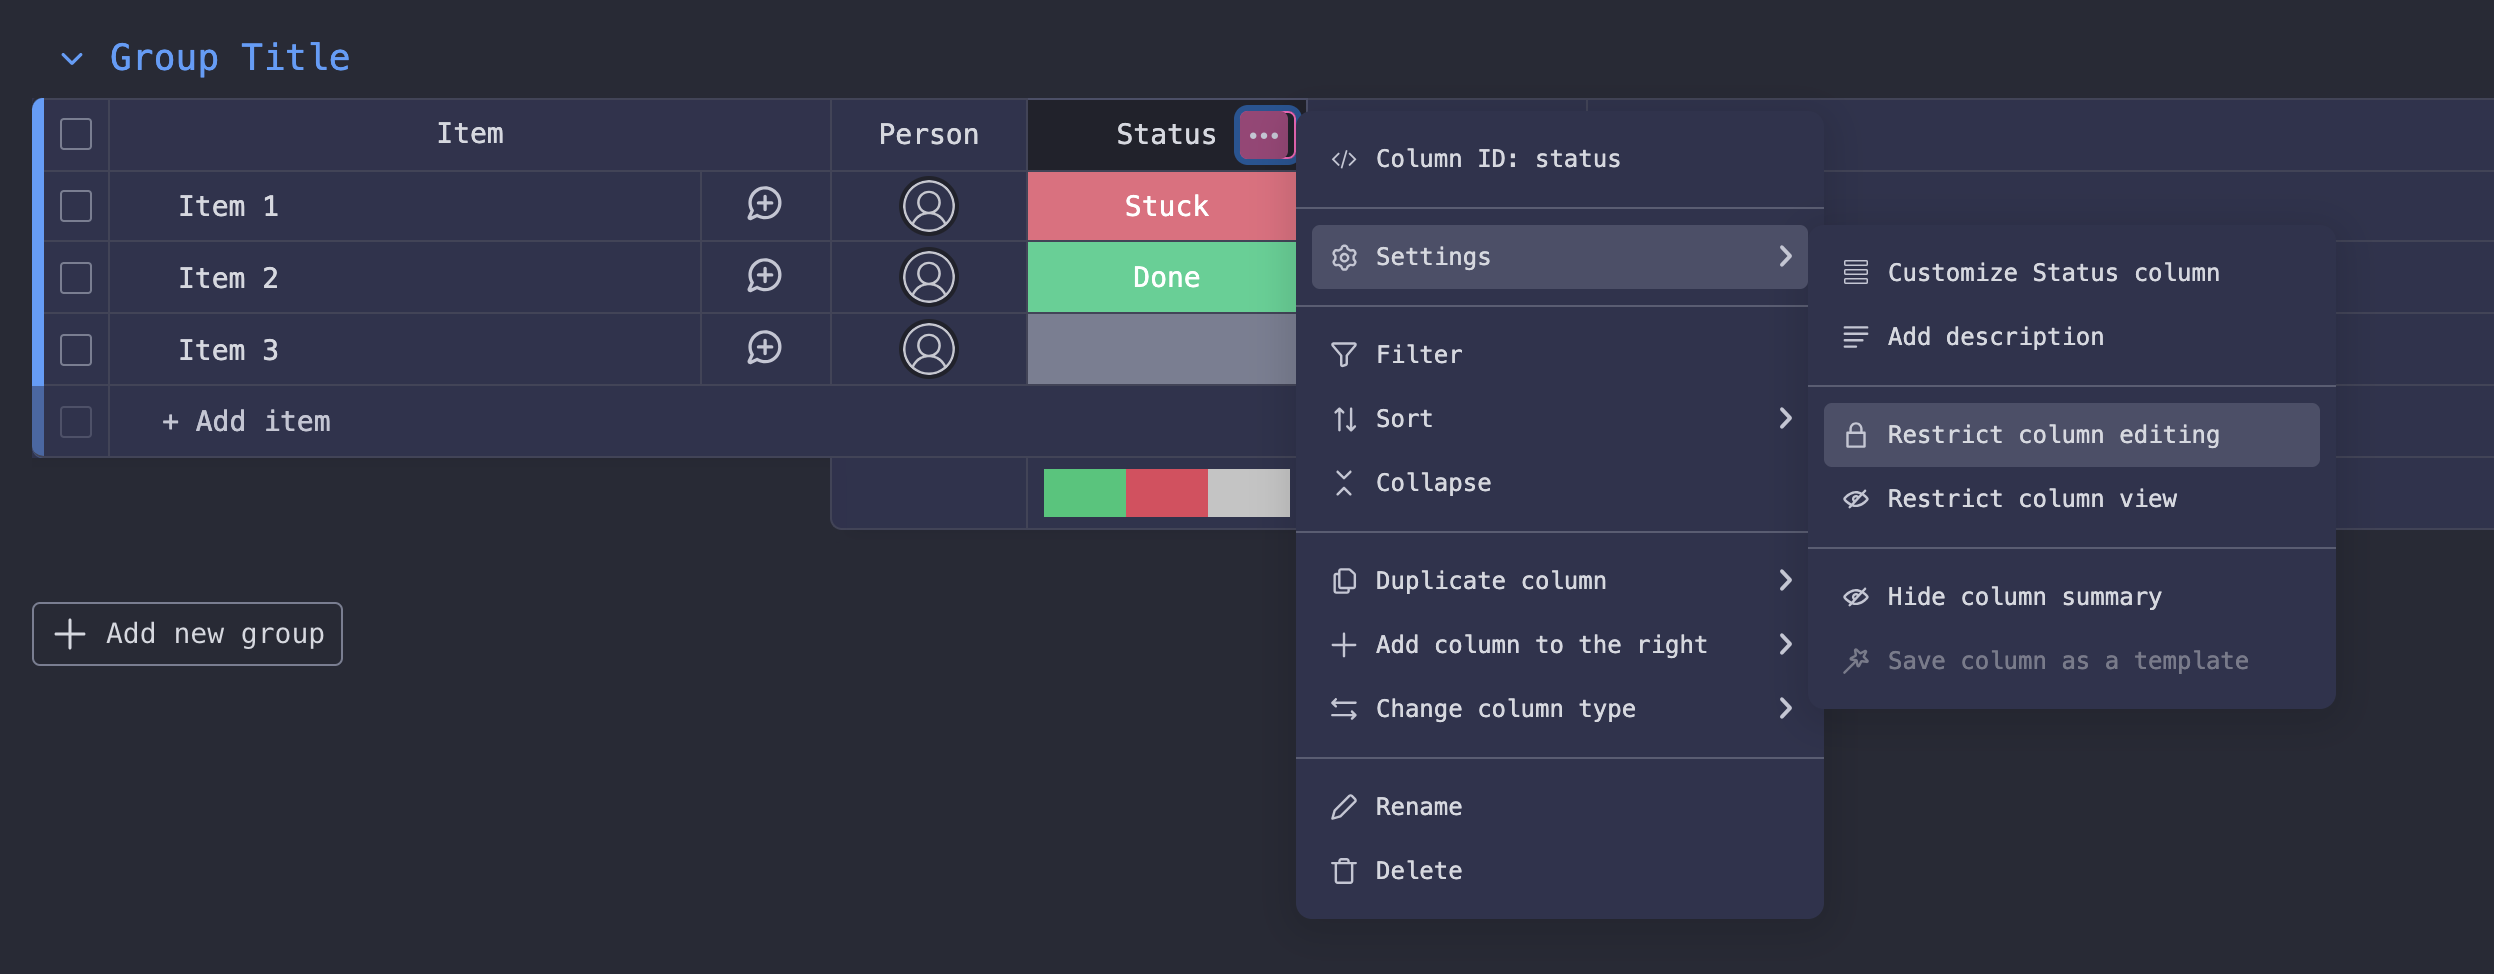 Group Title
Item
Person
Status
Item 1
Stuck
Item 2
Done
Item 3
+ Add item
Add new group
Column ID: status
Settings
Filter
Sort
Collapse
Duplicate column
Add column to the right
Change column type
Rename
Delete
Customize Status column
Add description
Restrict column editing
Restrict column view
Hide column summary
Save column as a template